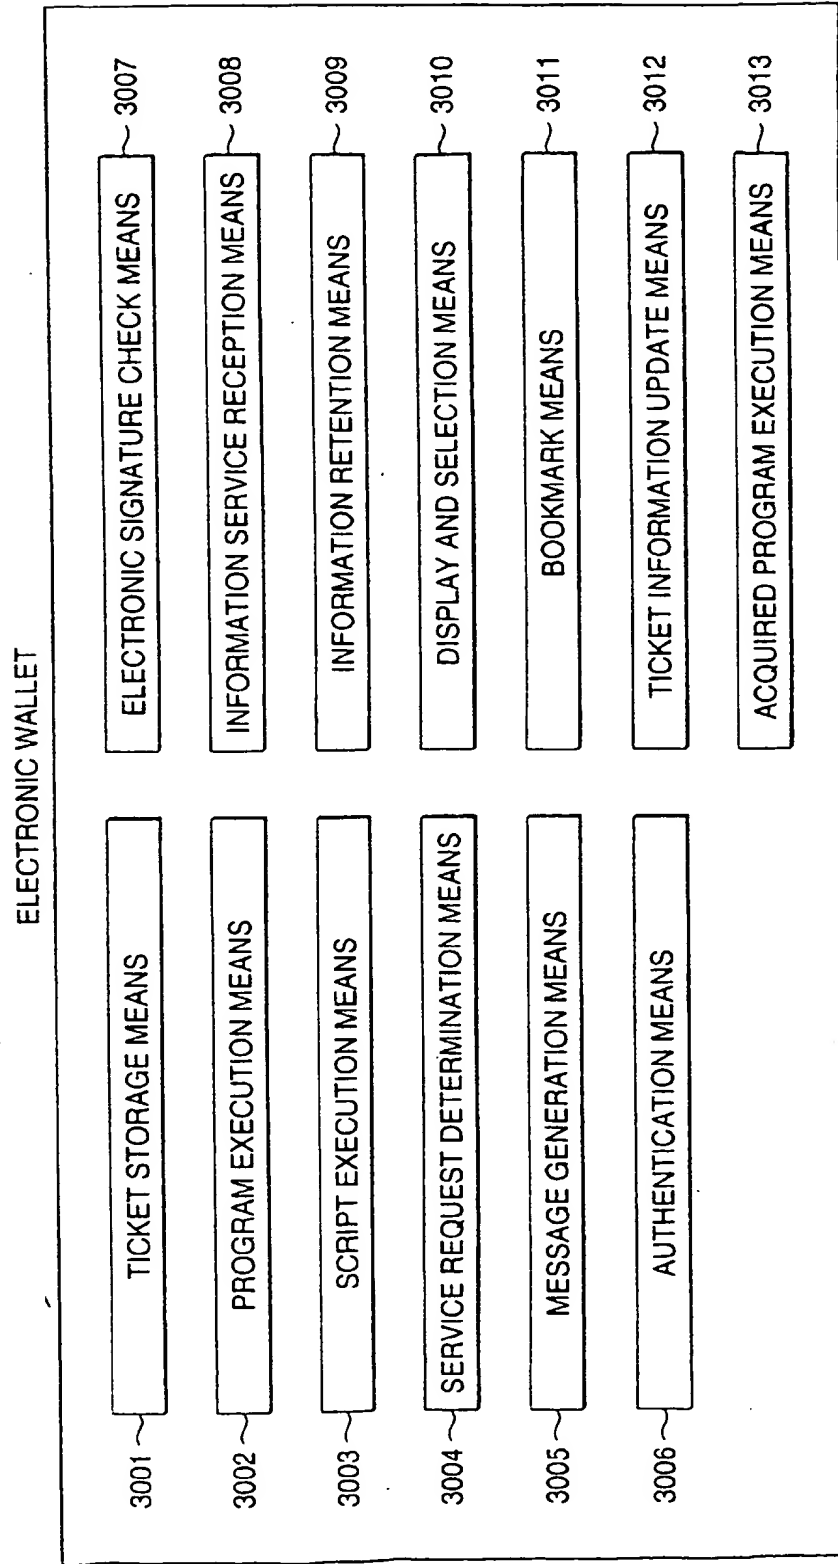 ELECTRONIC WALLET
3001 TICKET STORAGE MEANS
3002 PROGRAM EXECUTION MEANS
3003 SCRIPT EXECUTION MEANS
3004 SERVICE REQUEST DETERMINATION MEANS
3005 MESSAGE GENERATION MEANS
3006 AUTHENTICATION MEANS
ELECTRONIC SIGNATURE CHECK MEANS 3007
INFORMATION SERVICE RECEPTION MEANS 3008
INFORMATION RETENTION MEANS 3009
DISPLAY AND SELECTION MEANS 3010
BOOKMARK MEANS 3011
TICKET INFORMATION UPDATE MEANS 3012
ACQUIRED PROGRAM EXECUTION MEANS 3013